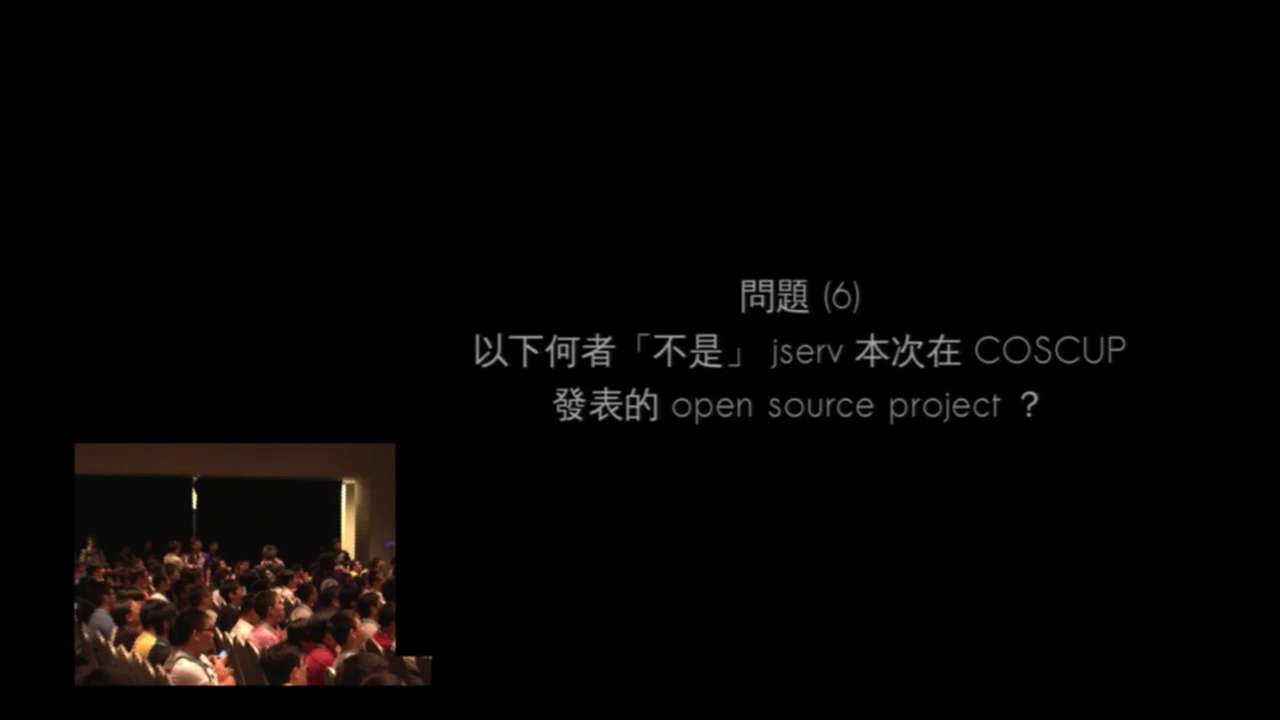 問題 (6)
以下何者「不是」 jserv 本次在 COSCUP
發表的 open source project ？